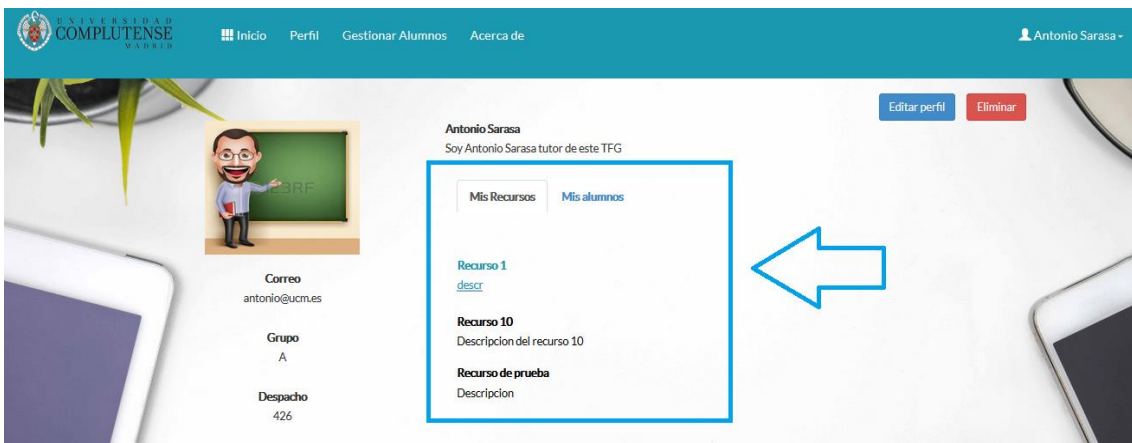 UNIVERSIDAD
COMPLUTENSE
MADRID
Inicio Perfil Gestionar Alumnos Acerca de
Antonio Sarasa
Editar perfil Eliminar
Antonio Sarasa
Soy Antonio Sarasa tutor de este TFG
Mis Recursos Mis alumnos
Recurso 1
descr
Recurso 10
Descripcion del recurso 10
Recurso de prueba
Descripcion
Correo
antonio@ucm.es
Grupo
A
Despacho
426